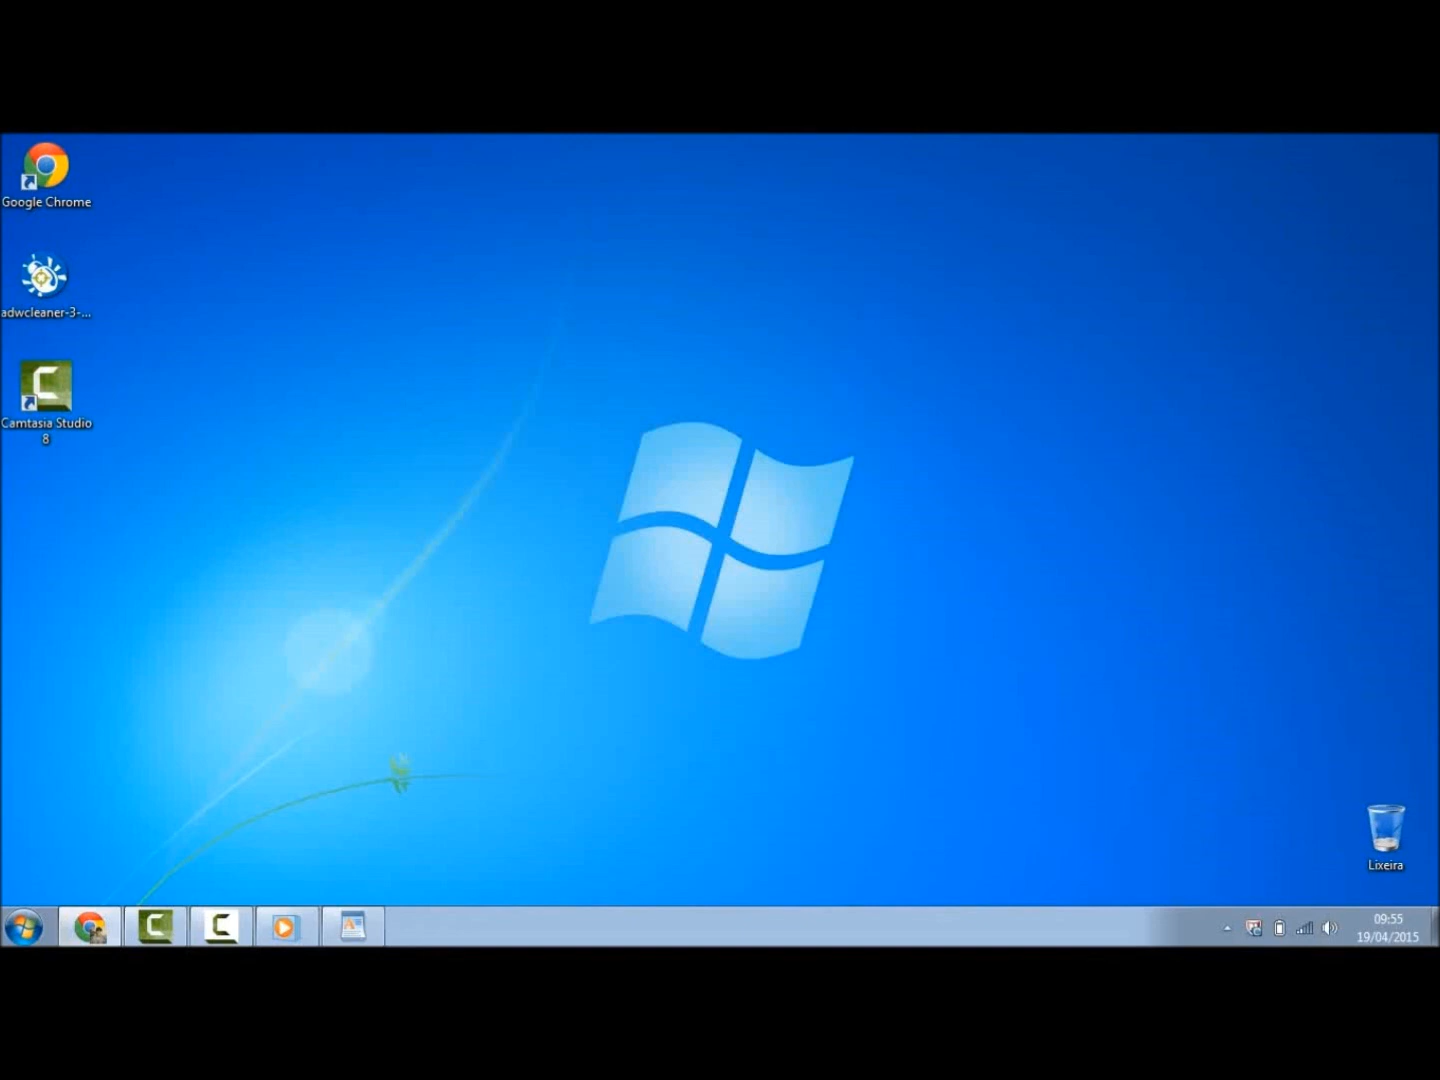 Google Chrome
adwcleaner-3-...
Camtasia Studio
8
Lixeira
09:55
19/04/2015